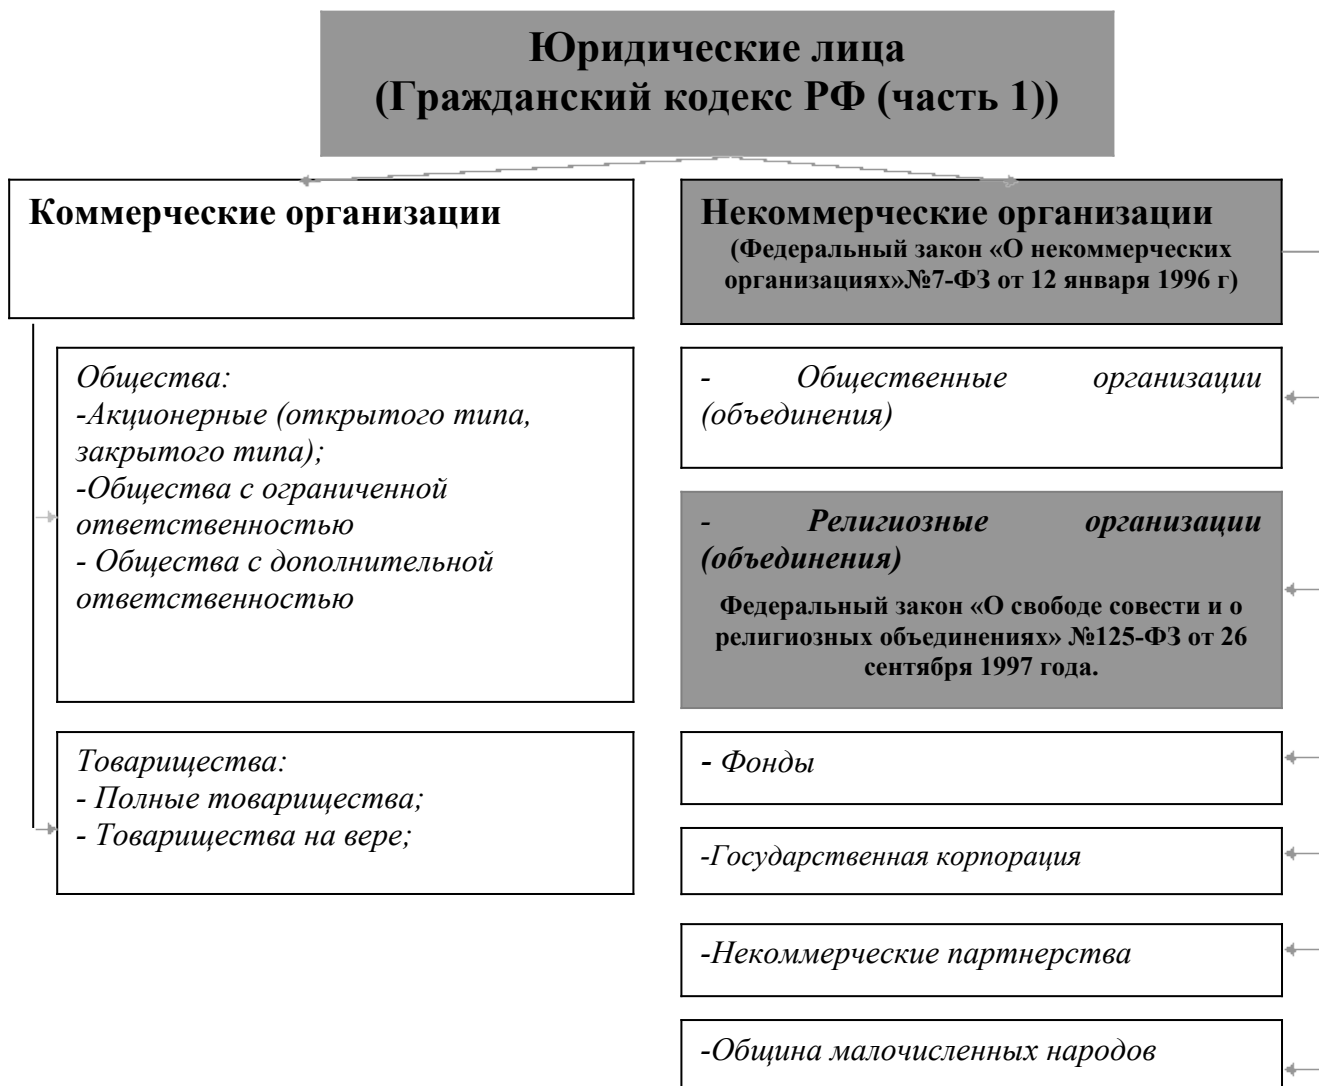 Юридические лица
(Гражданский кодекс РФ (часть 1))
Коммерческие организации
Общества:
-Акционерные (открытого типа,
закрытого типа);
-Общества с ограниченной
ответственностью
- Общества с дополнительной
ответственностью
Товарищества:
- Полные товарищества;
- Товарищества на вере;
Некоммерческие организации
(Федеральный закон «О некоммерческих
организациях»№7-ФЗ от 12 января 1996 г)
- Общественные организации
(объединения)
- Религиозные организации
(объединения)
Федеральный закон «О свободе совести и о
религиозных объединениях» №125-ФЗ от 26
сентября 1997 года.
- Фонды
-Государственная корпорация
-Некоммерческие партнерства
-Община малочисленных народов